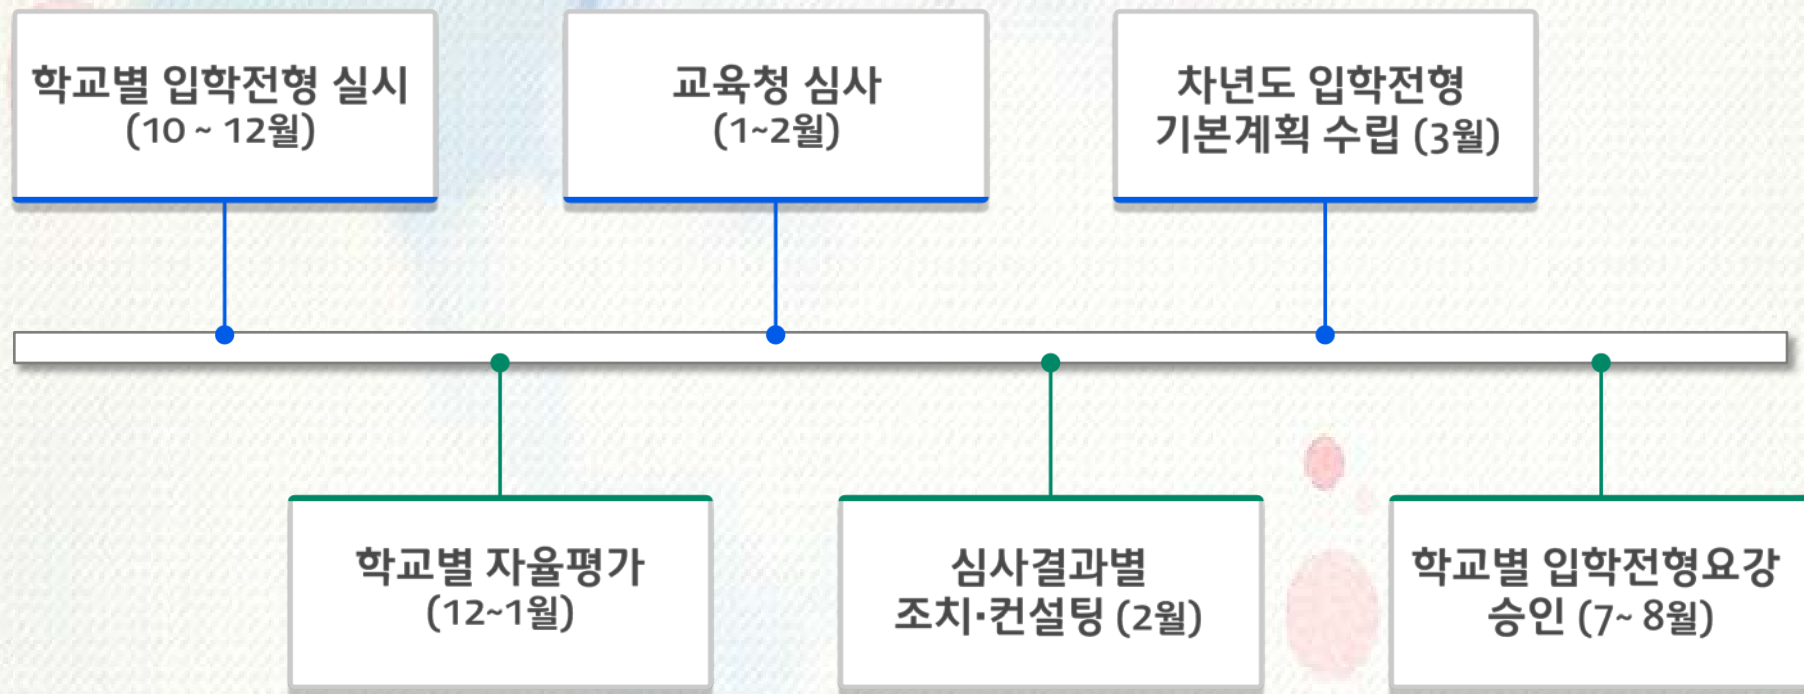 학교별 입학전형 실시
(10 ~ 12월)
교육청 심사
(1~2월)
차년도 입학전형
기본계획 수립 (3월)
학교별 자율평가
(12~1월)
심사결과별
조치·컨설팅 (2월)
학교별 입학전형요강
승인 (7~ 8월)